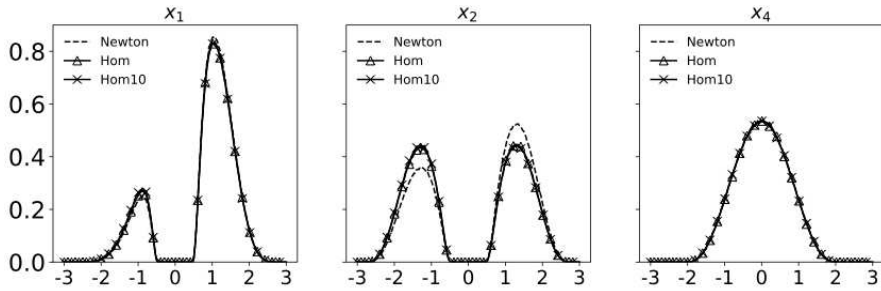 x1 x2 x4
Newton Newton Newton
Hom Hom Hom
Hom10 Hom10 Hom10
0.8
0.6
0.4
0.2
0.0
-3 -2 -1 0 1 2 3 -3 -2 -1 0 1 2 3 -3 -2 -1 0 1 2 3